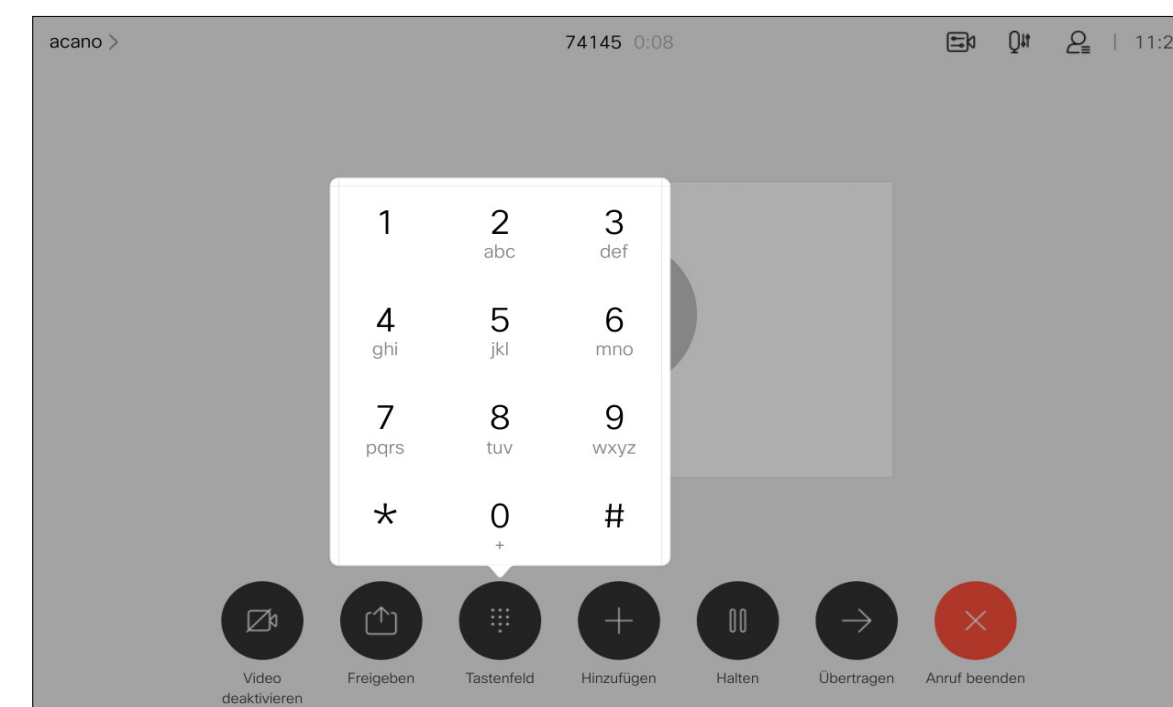 acano >
74145 0:08
11:2
1 2 3
abc def
4 5 6
ghi jkl mno
7 8 9
pqrs tuv wxyz
* 0 #
+
Video Freigeben Tastenfeld Hinzufügen Halten Übertragen Anruf beenden
deaktivieren